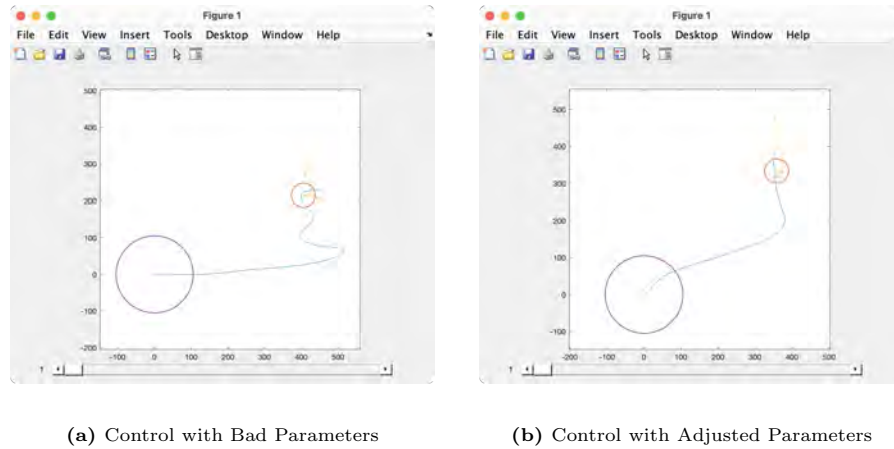 Figure 1
File Edit View Insert Tools Desktop Window Help
500
400
300
200
100
0
-100
-200
-100 0 100 200 300 400 500
1
(a) Control with Bad Parameters
Figure 1
File Edit View Insert Tools Desktop Window Help
500
400
300
200
100
0
-100
-200 -100 0 100 200 300 400 500
1
(b) Control with Adjusted Parameters